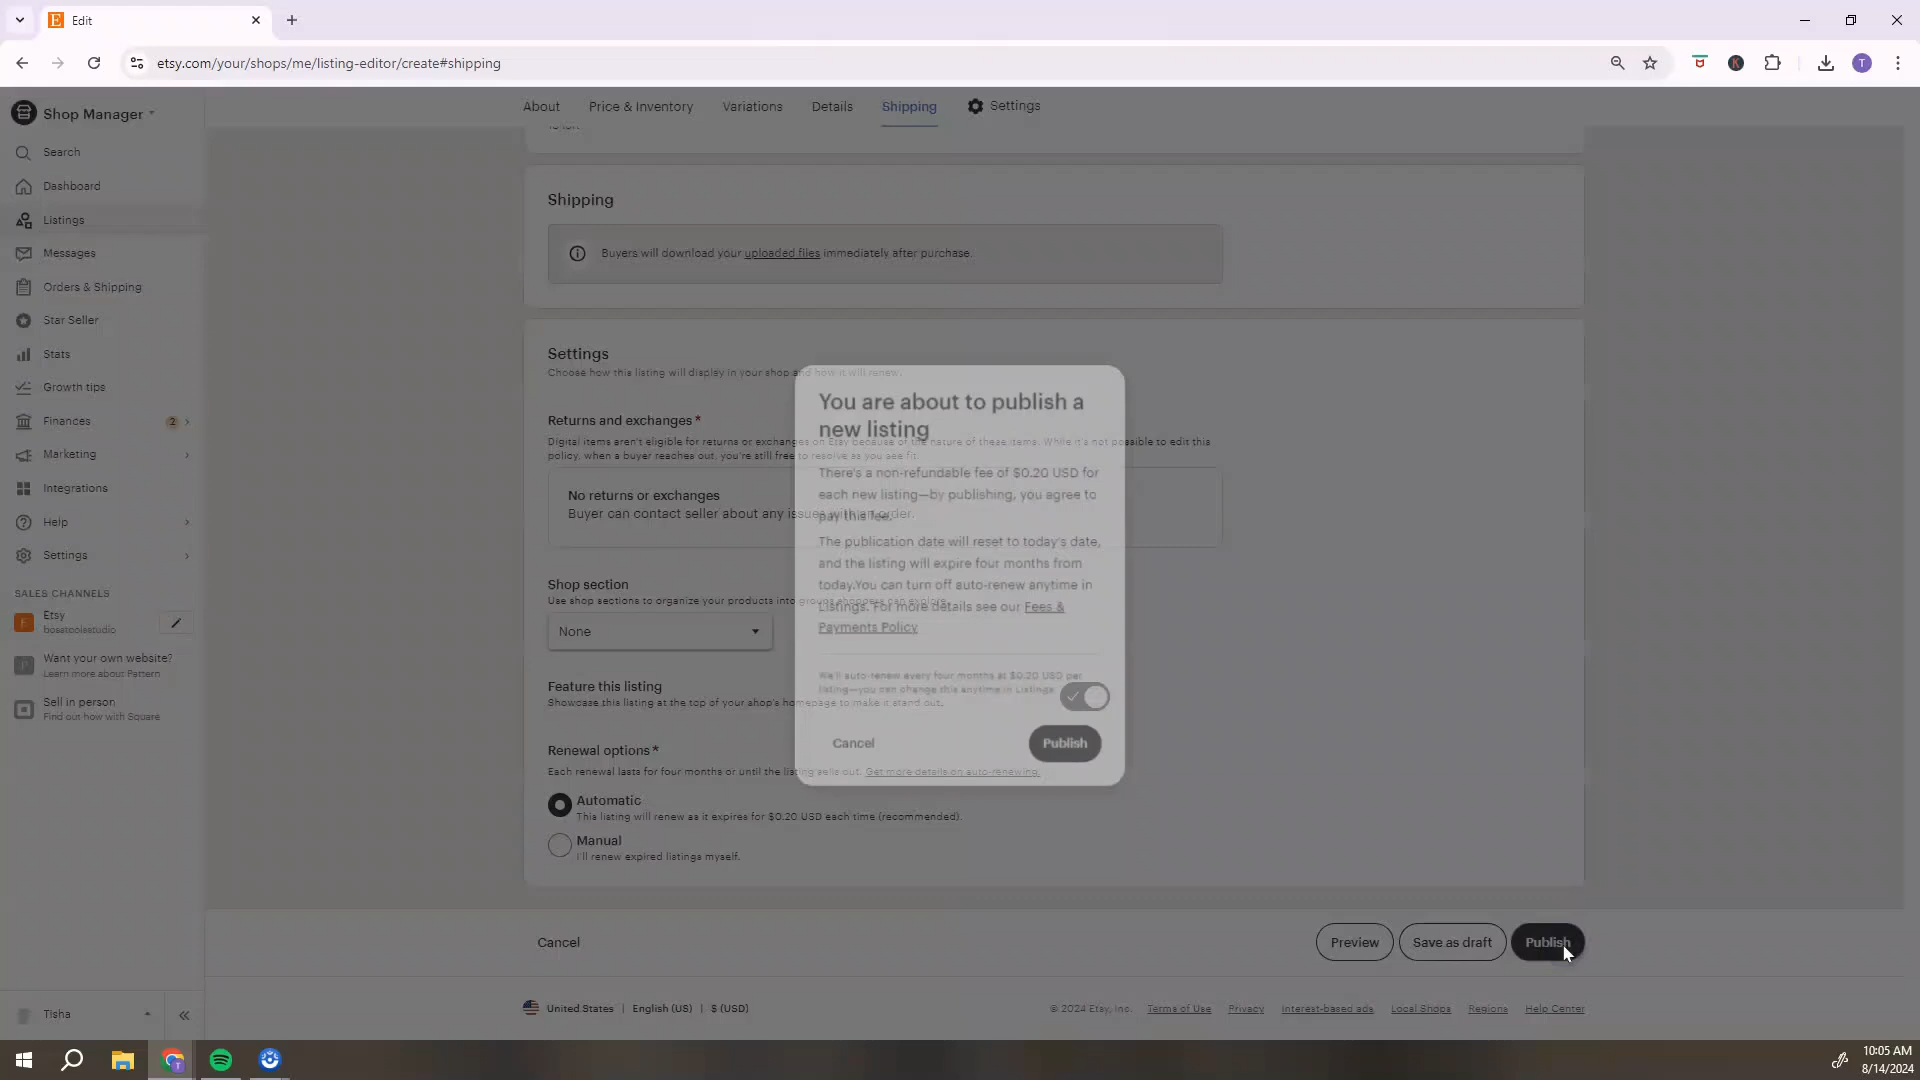 Edit
etsy.com/your/shops/me/listing-editor/create#shipping
T
Shop Manager
About
Price & Inventory
Variations
Details
Shipping
Settings
Search
Dashboard
Listings
Messages
Orders & Shipping
Star Seller
Stats
Growth tips
Finances
2
Marketing
Integrations
Help
Settings
SALES CHANNELS
Etsy
Want your own website?
Learn more about Pattern
Sell in person
Find out how with Square
Tisha
Shipping
Buyers will download your uploaded files immediately after purchase.
Settings
Choose how this listing will display in your shop and how it will renew.
Returns and exchanges *
Digital items aren't eligible for returns or exchanges on Etsy because of the nature of these items. While it's not possible to edit this
policy, when a buyer reaches out, you're still free to resolve as you see fit.
No returns or exchanges
Buyer can contact seller about any issues with an order.
Shop section
Use shop sections to organize your products into groups shoppers can explore.
None
Feature this listing
Showcase this listing at the top of your shop's homepage to make it stand out.
Renewal options *
Each renewal lasts for four months or until the listing sells out. Get more details on auto-renewing.
Automatic
This listing will renew as it expires for $0.20 USD each time (recommended).
Manual
I'll renew expired listings myself.
You are about to publish a
new listing
There's a non-refundable fee of $0.20 USD for
each new listing—by publishing, you agree to
pay this fee.
The publication date will reset to today's date,
and the listing will expire four months from
today.You can turn off auto-renew anytime in
Listings. For more details see our Fees &
Payments Policy
We'll auto-renew every four months at $0.20 USD per
listing—you can change this anytime in Listings.
Cancel
Publish
Cancel
Preview
Save as draft
Publish
United States | English (US) | $ (USD)
© 2024 Etsy, Inc.
Terms of Use
Privacy
Interest-based ads
Local Shops
Regions
Help Center
10:05 AM
8/14/2024